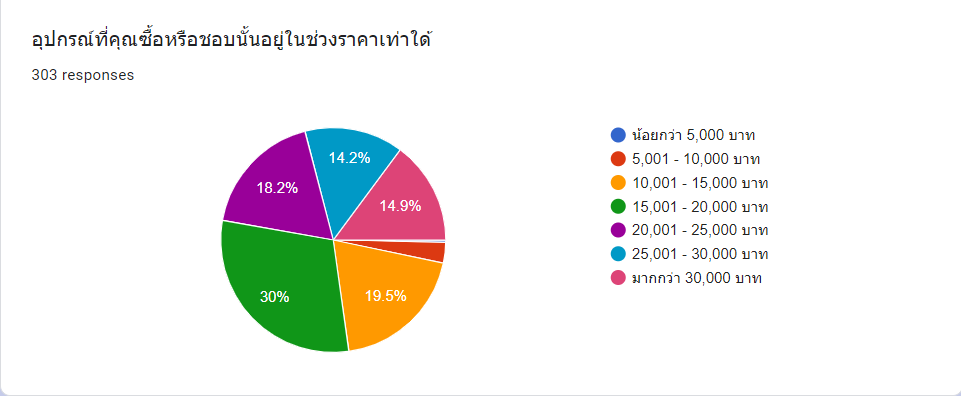 อุปกรณ์ที่คุณซื้อหรือชอบนั้นอยู่ในช่วงราคาเท่าใด้
303 responses
14.2%
18.2%
14.9%
30%
19.5%
น้อยกว่า 5,000 บาท
5,001 - 10,000 บาท
10,001 - 15,000 บาท
15,001 - 20,000 บาท
20,001 - 25,000 บาท
25,001 - 30,000 บาท
มากกว่า 30,000 บาท